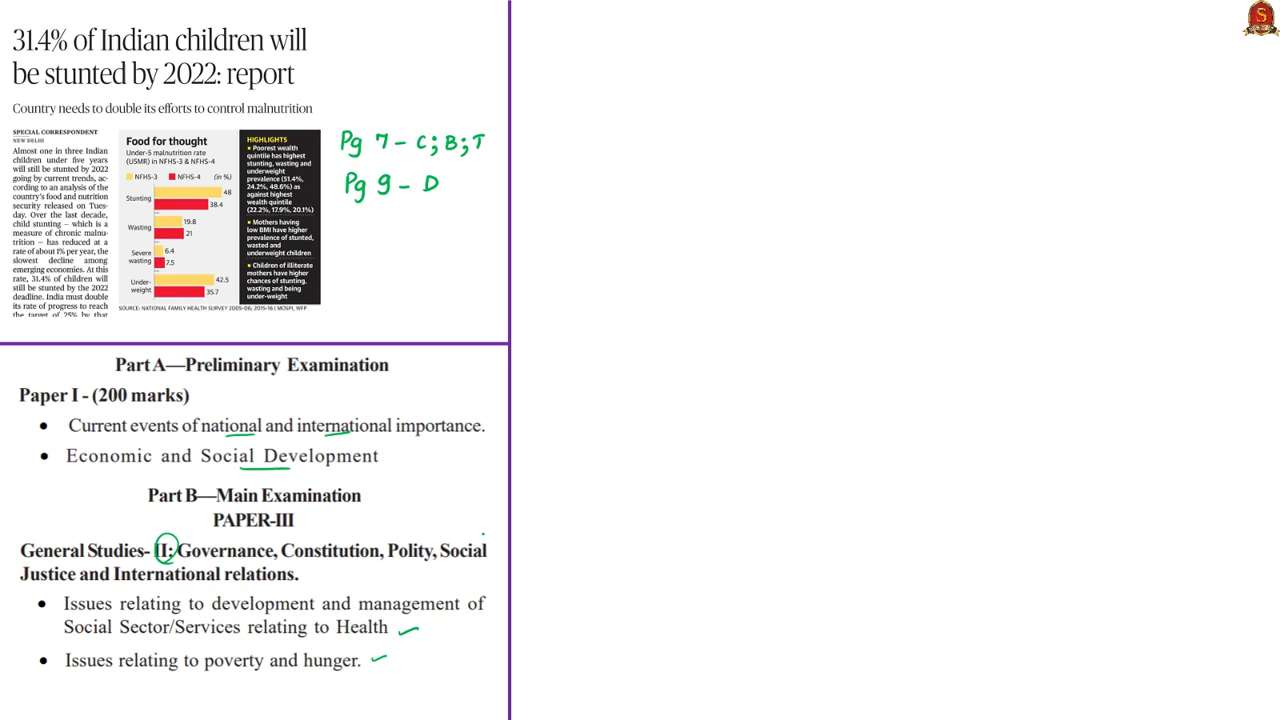 31.4% of Indian children will
be stunted by 2022: report
Country needs to double its efforts to control malnutrition
SPECIAL CORRESPONDENT
NEW DELHI
Almost one in three Indian
children under five years
will still be stunted by 2022
going by current trends, ac-
cording to an analysis of the
country's food and nutrition
security released on Tues-
day. Over the last decade,
child stunting – which is a
measure of chronic malnu-
trition – has reduced at a
rate of about 1% per year, the
slowest decline among
emerging economies. At this
rate, 31.4% of children will
still be stunted by the 2022
deadline. India must double
its rate of progress to reach
the target of 25% by that
Food for thought
Under-5 malnutrition rate
(U5MR) in NFHS-3 & NFHS-4
NFHS-3 NFHS-4 (in %)
Stunting 48
38.4
Wasting 19.8
21
Severe wasting 6.4
7.5
Under-
weight 42.5
35.7
HIGHLIGHTS
▪ Poorest wealth
quintile has highest
stunting, wasting and
underweight
prevalence (51.4%,
24.2%, 48.6%) as
against highest
wealth quintile
(22.2%, 17.9%, 20.1%)
▪ Mothers having
low BMI have higher
prevalence of stunted,
wasted and
underweight children
▪ Children of illiterate
mothers have higher
chances of stunting,
wasting and being
under-weight
SOURCE: NATIONAL FAMILY HEALTH SURVEY 2005-06; 2015-16 | MOSPI, WFP
Pg 7 – C; B; T
Pg 9 – D
Part A—Preliminary Examination
Paper I - (200 marks)
• Current events of national and international importance.
• Economic and Social Development
Part B—Main Examination
PAPER-III
General Studies- II: Governance, Constitution, Polity, Social
Justice and International relations.
• Issues relating to development and management of
Social Sector/Services relating to Health
• Issues relating to poverty and hunger.
S